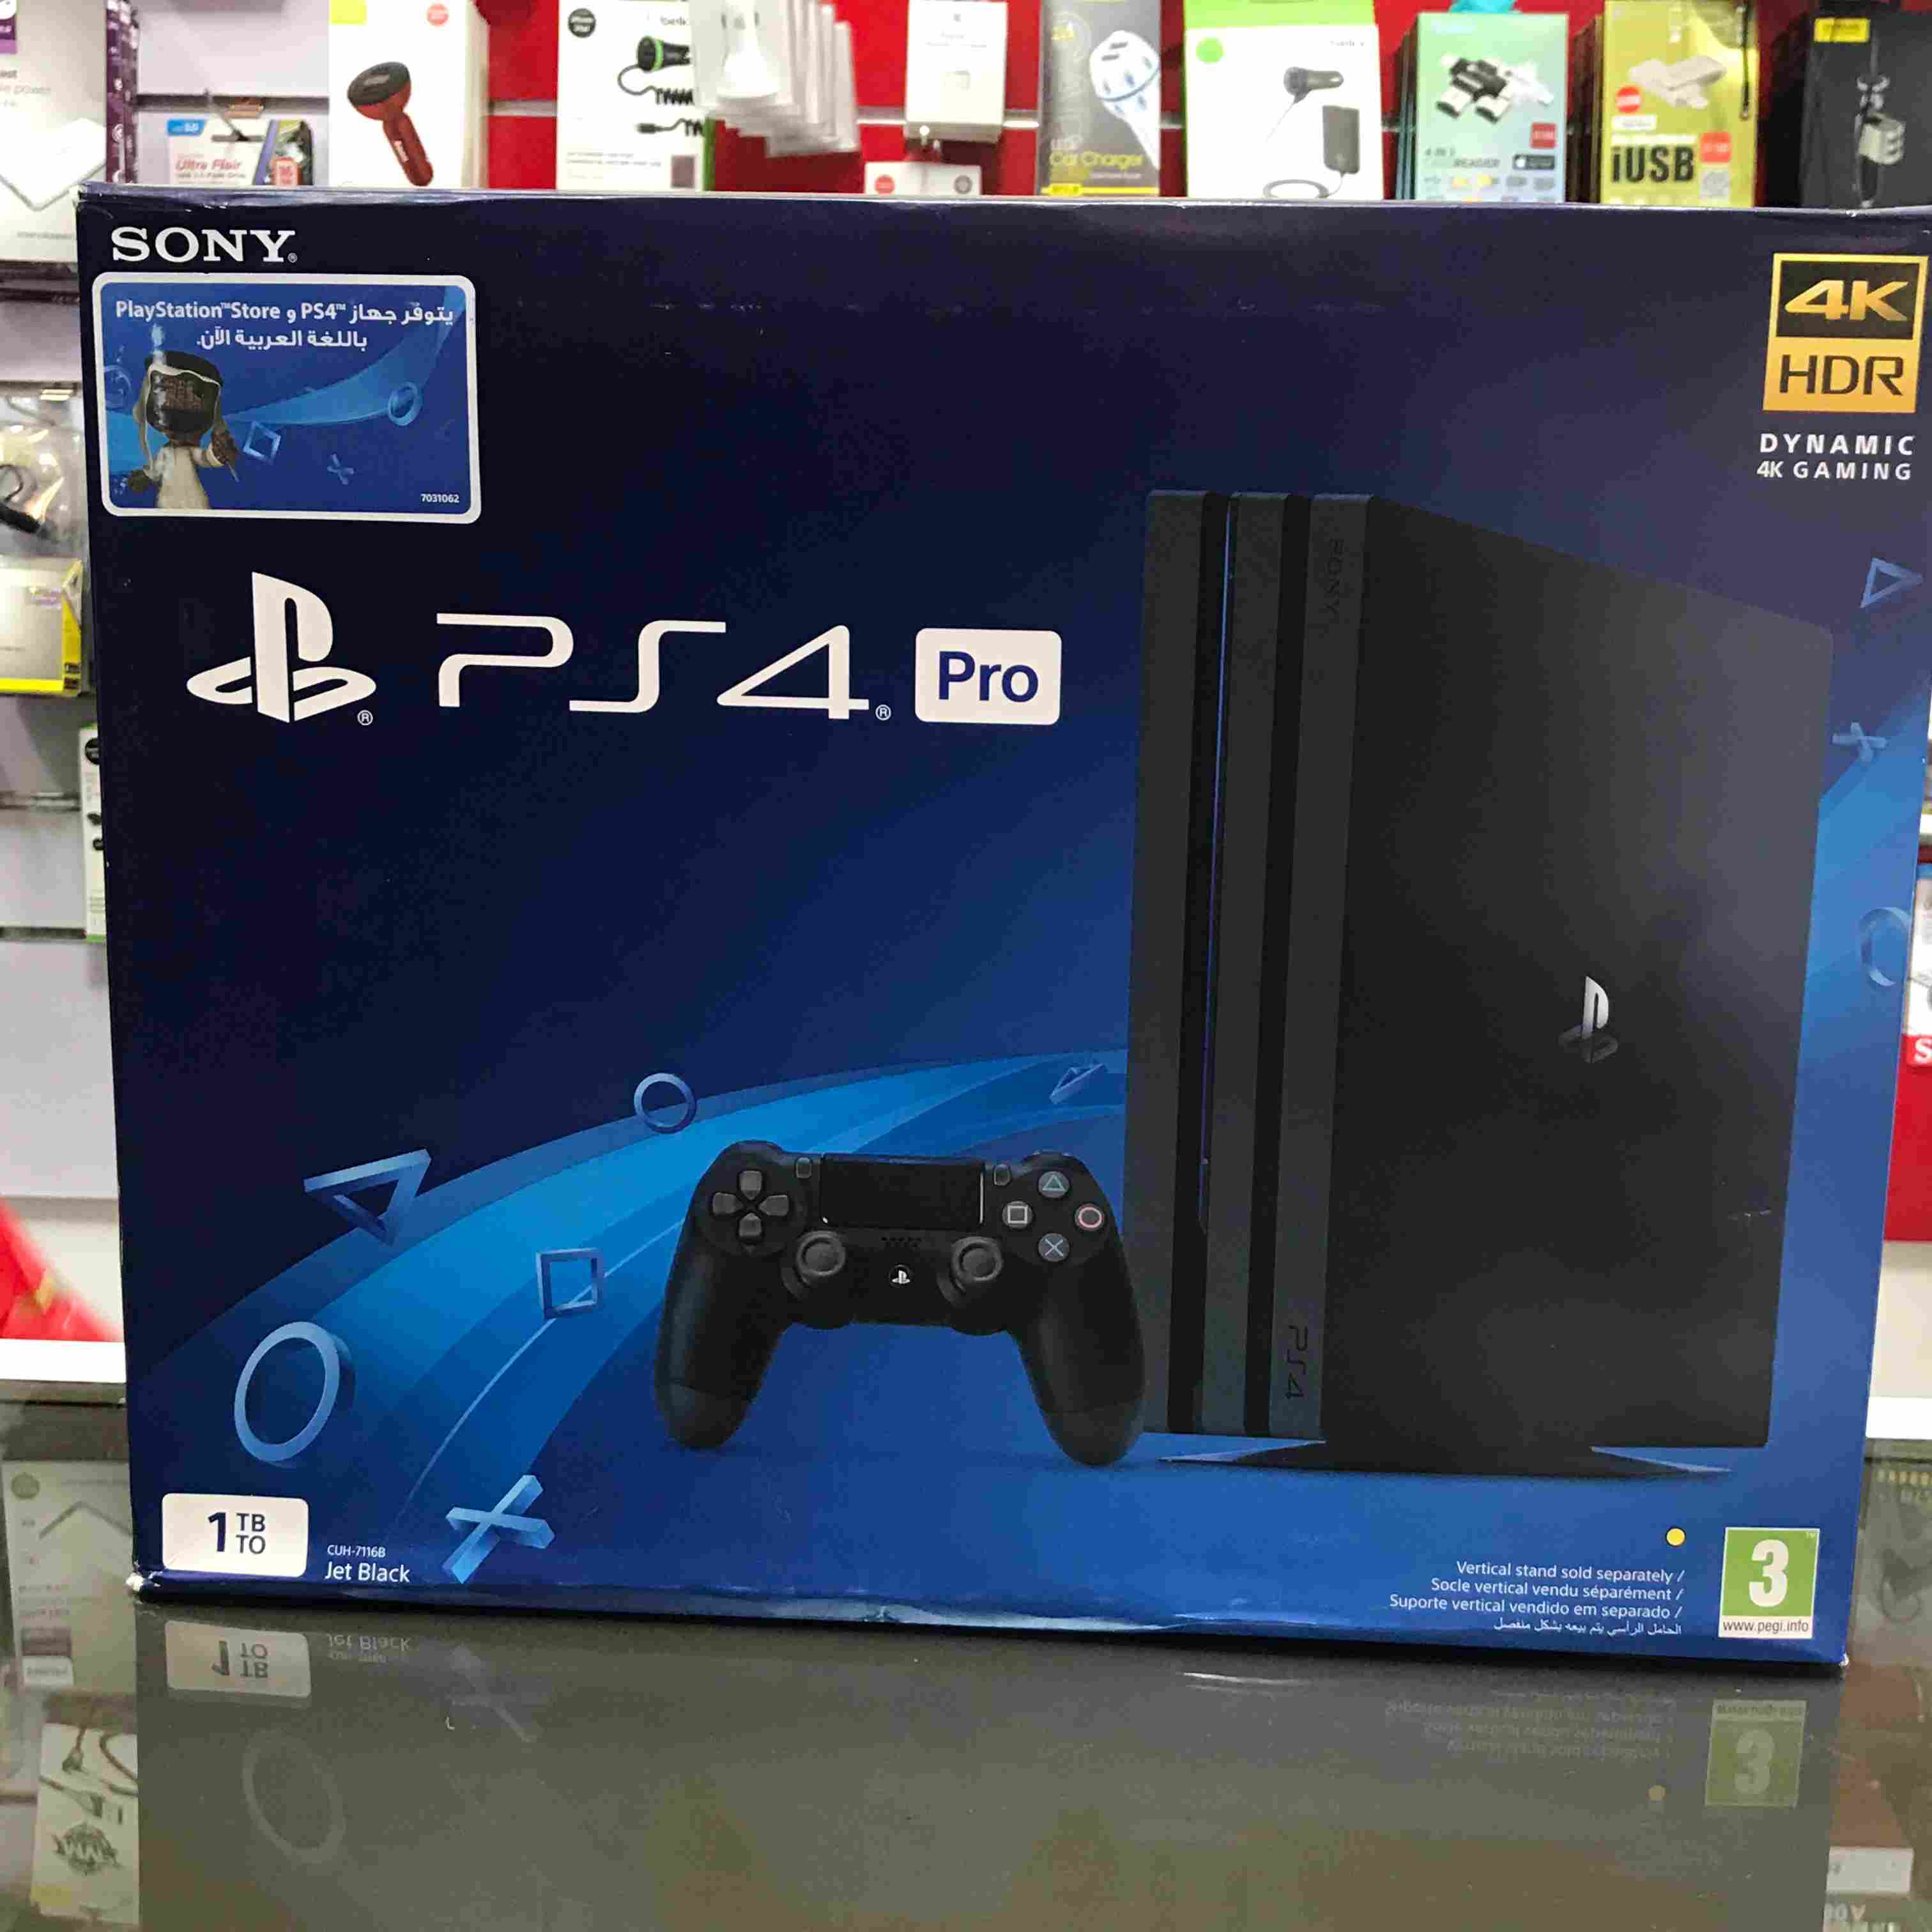 Ultra Flair
Car Charger
iUSB
SONY®
يتوفر جهاز PS4™ و PlayStation™Store
باللغة العربية الآن.
7031062
4K
HDR
DYNAMIC
4K GAMING
PS4® Pro
SONY
PS4
1 TB
TO
CUH-7116B
Jet Black
Vertical stand sold separately /
Socle vertical vendu séparément /
Suporte vertical vendido em separado /
الحامل الرأسي يتم بيعه بشكل منفصل
3
www.pegi.info